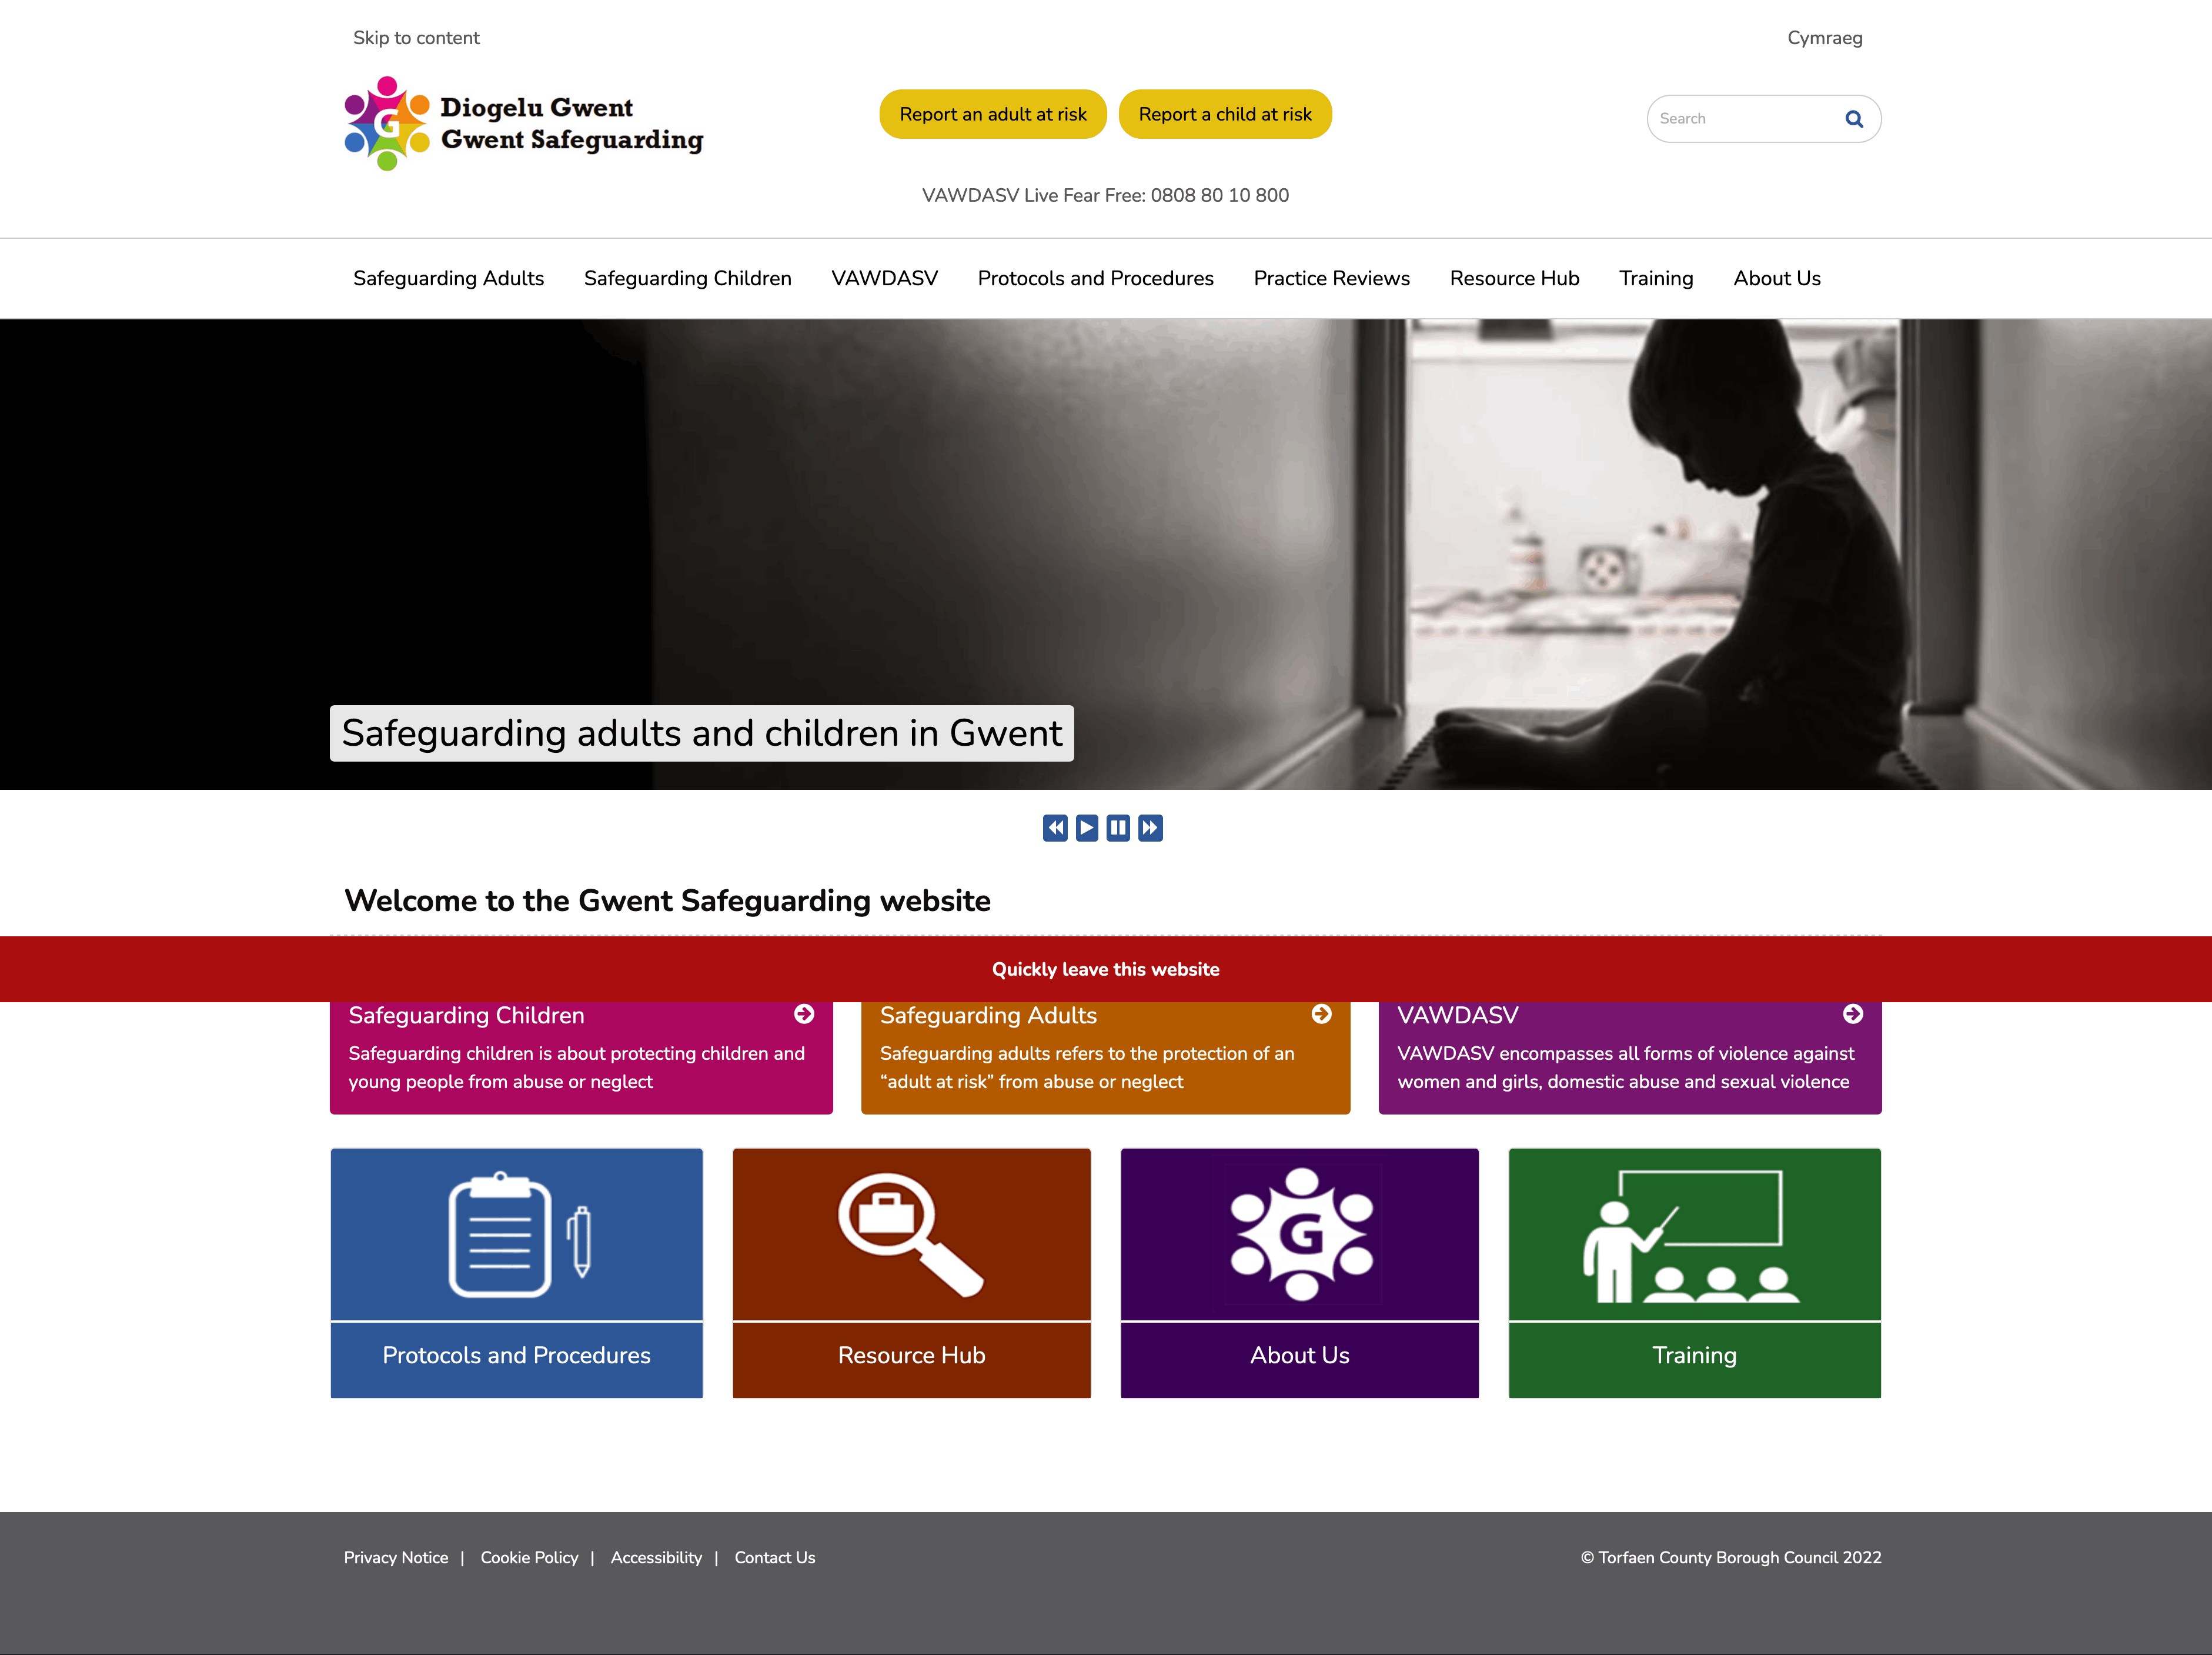 Skip to content
Cymraeg
Diogelu Gwent
Gwent Safeguarding
Report an adult at risk
Report a child at risk
Search
VAWDASV Live Fear Free: 0808 80 10 800
Safeguarding Adults
Safeguarding Children
VAWDASV
Protocols and Procedures
Practice Reviews
Resource Hub
Training
About Us
Safeguarding adults and children in Gwent
Welcome to the Gwent Safeguarding website
Quickly leave this website
Safeguarding Children
Safeguarding children is about protecting children and
young people from abuse or neglect
Safeguarding Adults
Safeguarding adults refers to the protection of an
“adult at risk” from abuse or neglect
VAWDASV
VAWDASV encompasses all forms of violence against
women and girls, domestic abuse and sexual violence
Protocols and Procedures
Resource Hub
G
About Us
Training
Privacy Notice | Cookie Policy | Accessibility | Contact Us
© Torfaen County Borough Council 2022